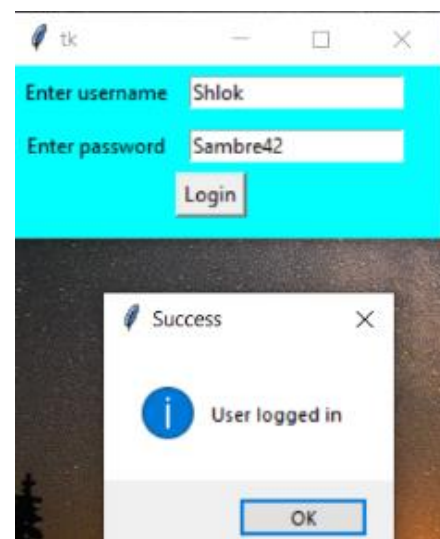 tk
Enter username Shlok
Enter password Sambre42
Login
Success
User logged in
OK